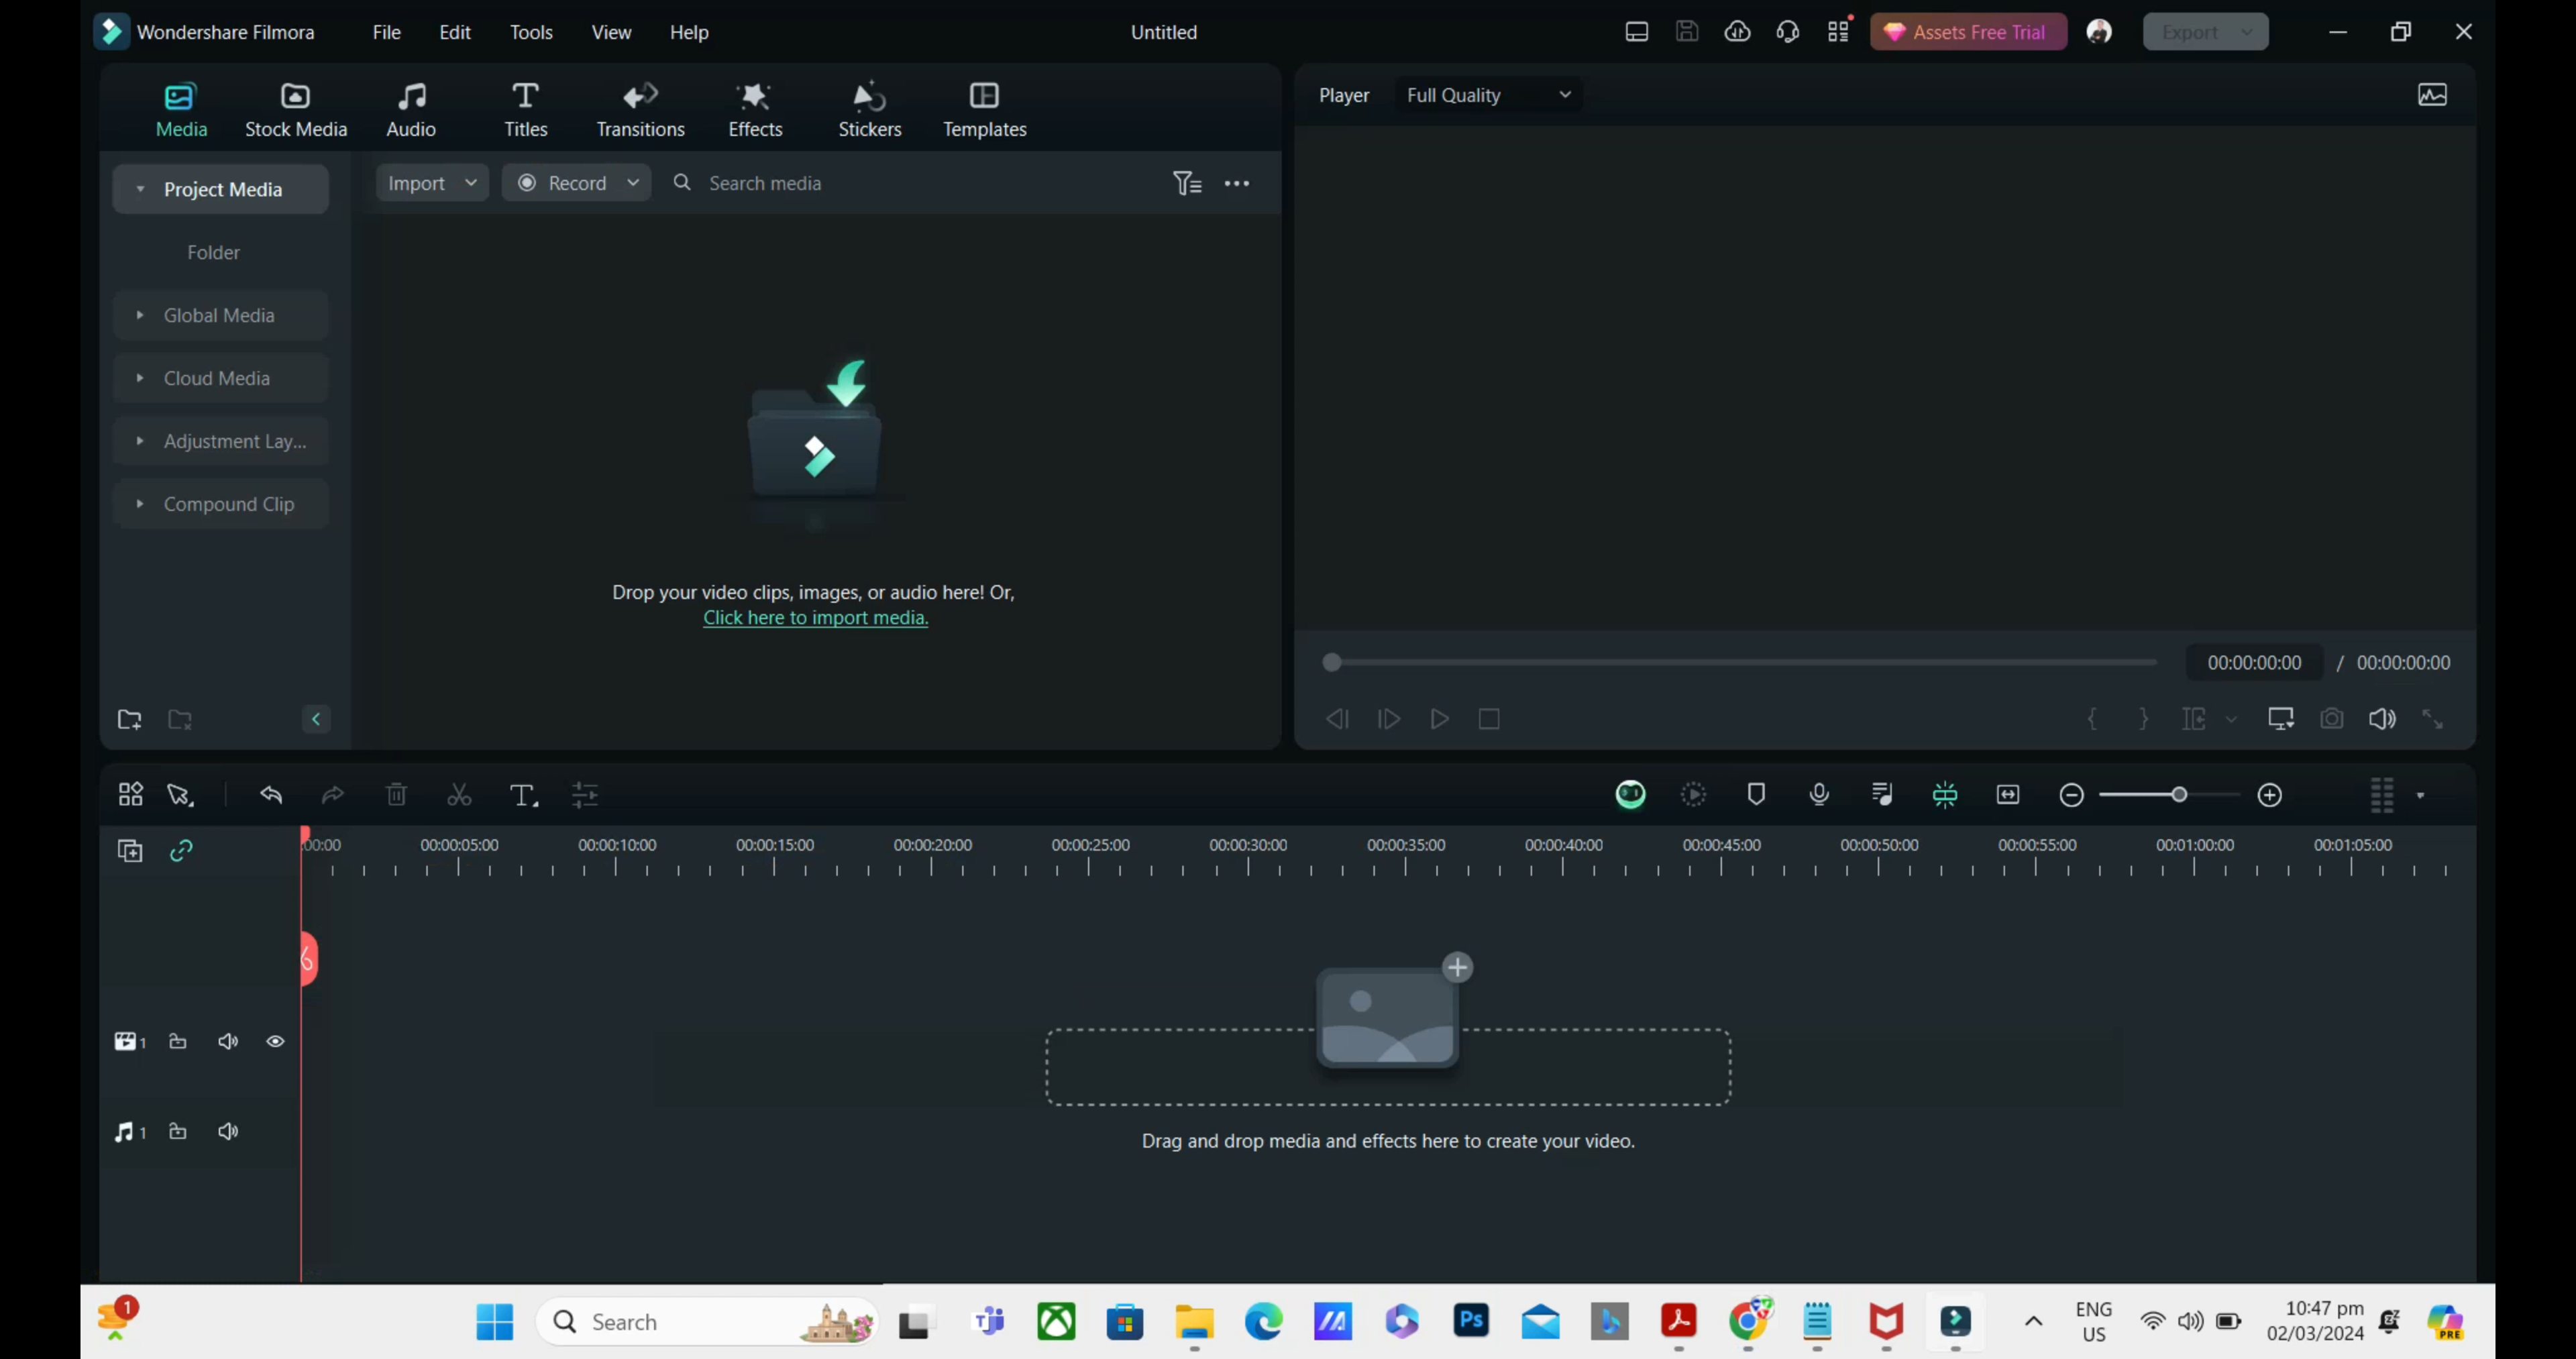 Wondershare Filmora File Edit Tools View Help Untitled Assets Free Trial Export
Media Stock Media Audio Titles Transitions Effects Stickers Templates
Player Full Quality
Project Media
Import Record Search media
Folder
Global Media
Cloud Media
Adjustment Lay...
Compound Clip
Drop your video clips, images, or audio here! Or,
Click here to import media.
00:00:00:00 / 00:00:00:00
:00:00 00:00:05:00 00:00:10:00 00:00:15:00 00:00:20:00 00:00:25:00 00:00:30:00 00:00:35:00 00:00:40:00 00:00:45:00 00:00:50:00 00:00:55:00 00:01:00:00 00:01:05:00
1
1
Drag and drop media and effects here to create your video.
1
Search
Ps
ENG
US
10:47 pm
02/03/2024
PRE